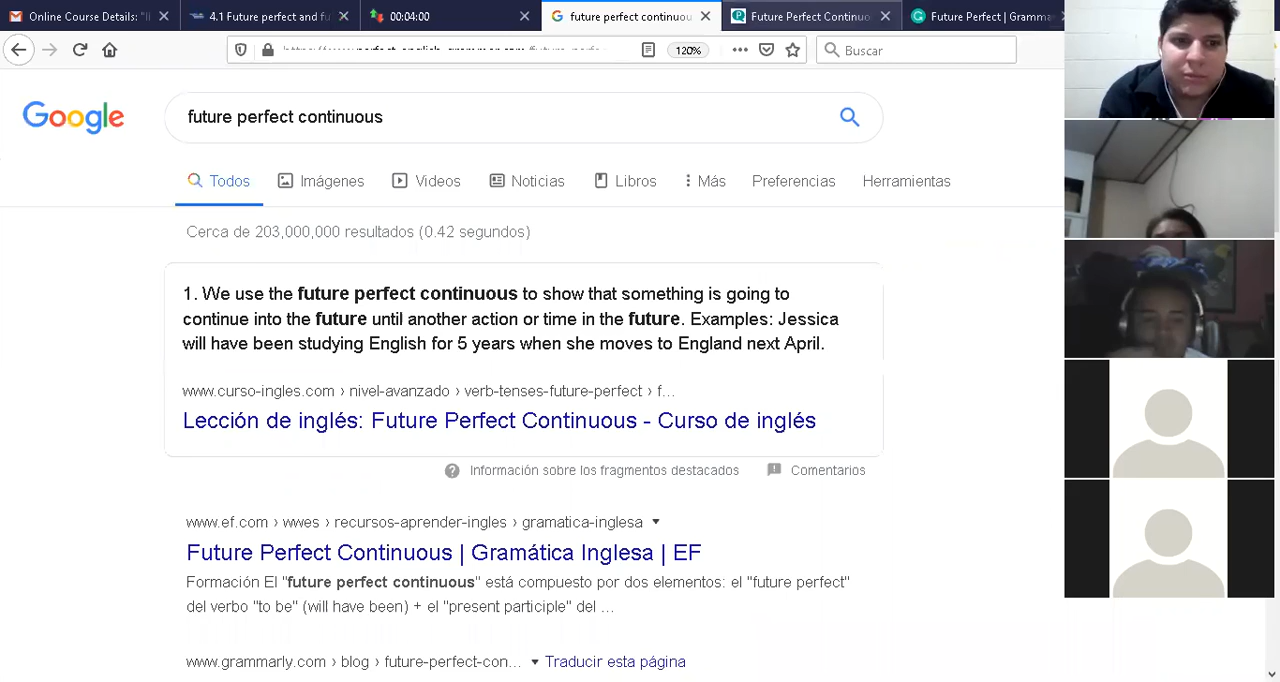 Online Course Details: "I
4.1 Future perfect and fu
00:04:00
future perfect continuou
Future Perfect Continuo
Future Perfect | Gramma
120%
Buscar
Google
future perfect continuous
Todos
Imágenes
Videos
Noticias
Libros
Más
Preferencias
Herramientas
Cerca de 203,000,000 resultados (0.42 segundos)
1. We use the future perfect continuous to show that something is going to
continue into the future until another action or time in the future. Examples: Jessica
will have been studying English for 5 years when she moves to England next April.
www.curso-ingles.com › nivel-avanzado › verb-tenses-future-perfect › f...
Lección de inglés: Future Perfect Continuous - Curso de inglés
Información sobre los fragmentos destacados
Comentarios
www.ef.com › wwes › recursos-aprender-ingles › gramatica-inglesa
Future Perfect Continuous | Gramática Inglesa | EF
Formación El "future perfect continuous" está compuesto por dos elementos: el "future perfect"
del verbo "to be" (will have been) + el "present participle" del ...
www.grammarly.com › blog › future-perfect-con...
Traducir esta página